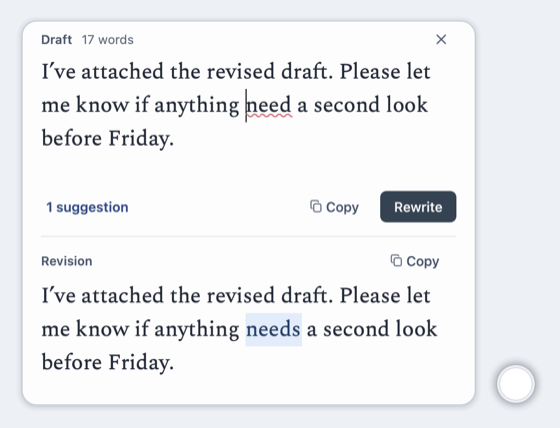 Draft 17 words
I’ve attached the revised draft. Please let
me know if anything need a second look
before Friday.
1 suggestion Copy Rewrite
Revision Copy
I’ve attached the revised draft. Please let
me know if anything needs a second look
before Friday.